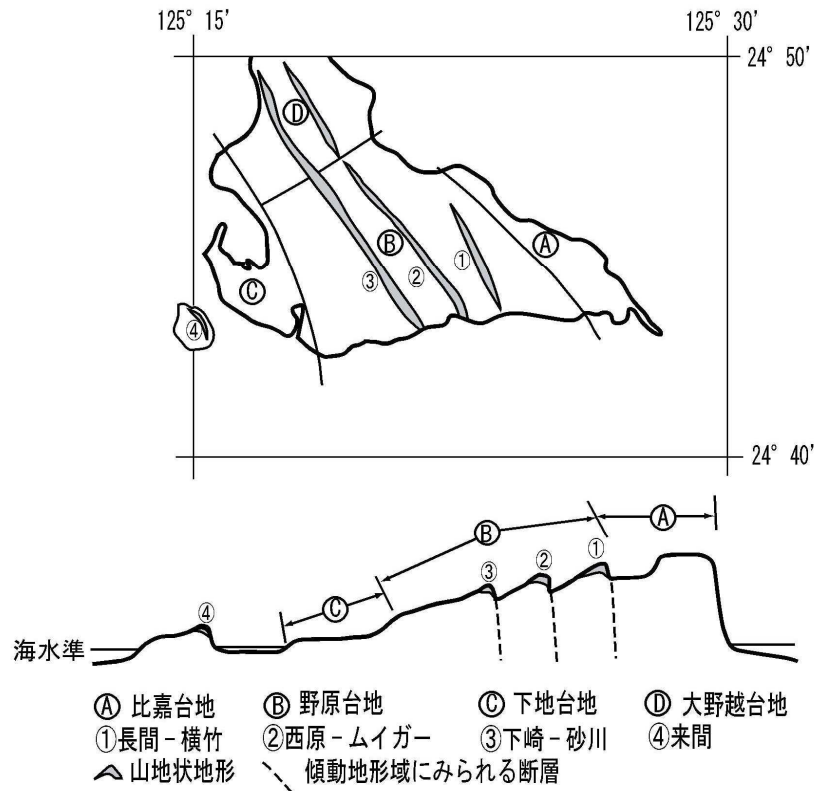 125° 15' 125° 30'
24° 50'
Ⓓ
Ⓑ Ⓐ
①
③ ②
Ⓒ
④
24° 40'
Ⓑ Ⓐ
①
②
③
④ Ⓒ
海水準
Ⓐ 比嘉台地 Ⓑ 野原台地 Ⓒ 下地台地 Ⓓ 大野越台地
①長間－横竹 ②西原－ムイガー ③下崎－砂川 ④来間
山地状地形 傾動地形域にみられる断層